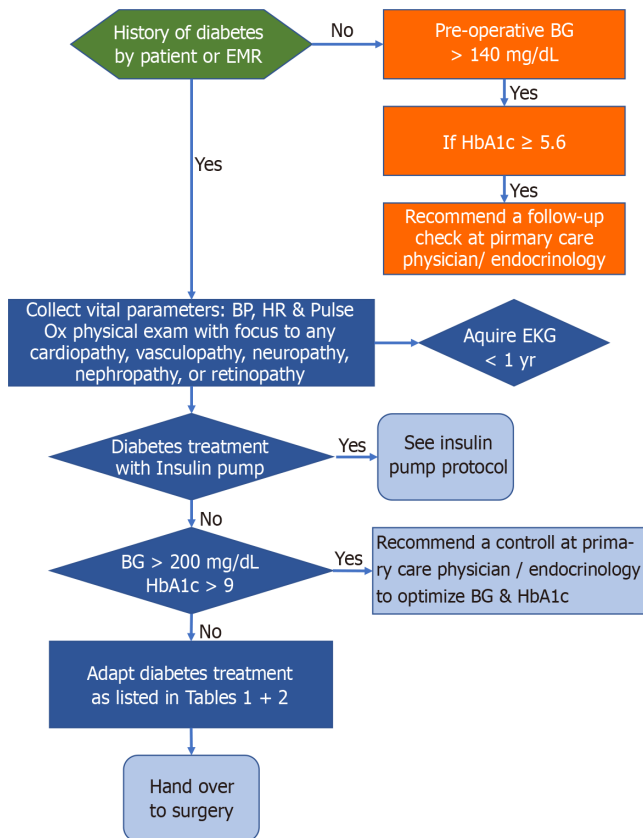 History of diabetes
by patient or EMR
No
Pre-operative BG
> 140 mg/dL
Yes
If HbA1c ≥ 5.6
Yes
Recommend a follow-up
check at pirmary care
physician/ endocrinology
Yes
Collect vital parameters: BP, HR & Pulse
Ox physical exam with focus to any
cardiopathy, vasculopathy, neuropathy,
nephropathy, or retinopathy
Aquire EKG
< 1 yr
Diabetes treatment
with Insulin pump
Yes
See insulin
pump protocol
No
BG > 200 mg/dL
HbA1c > 9
Yes
Recommend a controll at prima-
ry care physician / endocrinology
to optimize BG & HbA1c
No
Adapt diabetes treatment
as listed in Tables 1 + 2
Hand over
to surgery